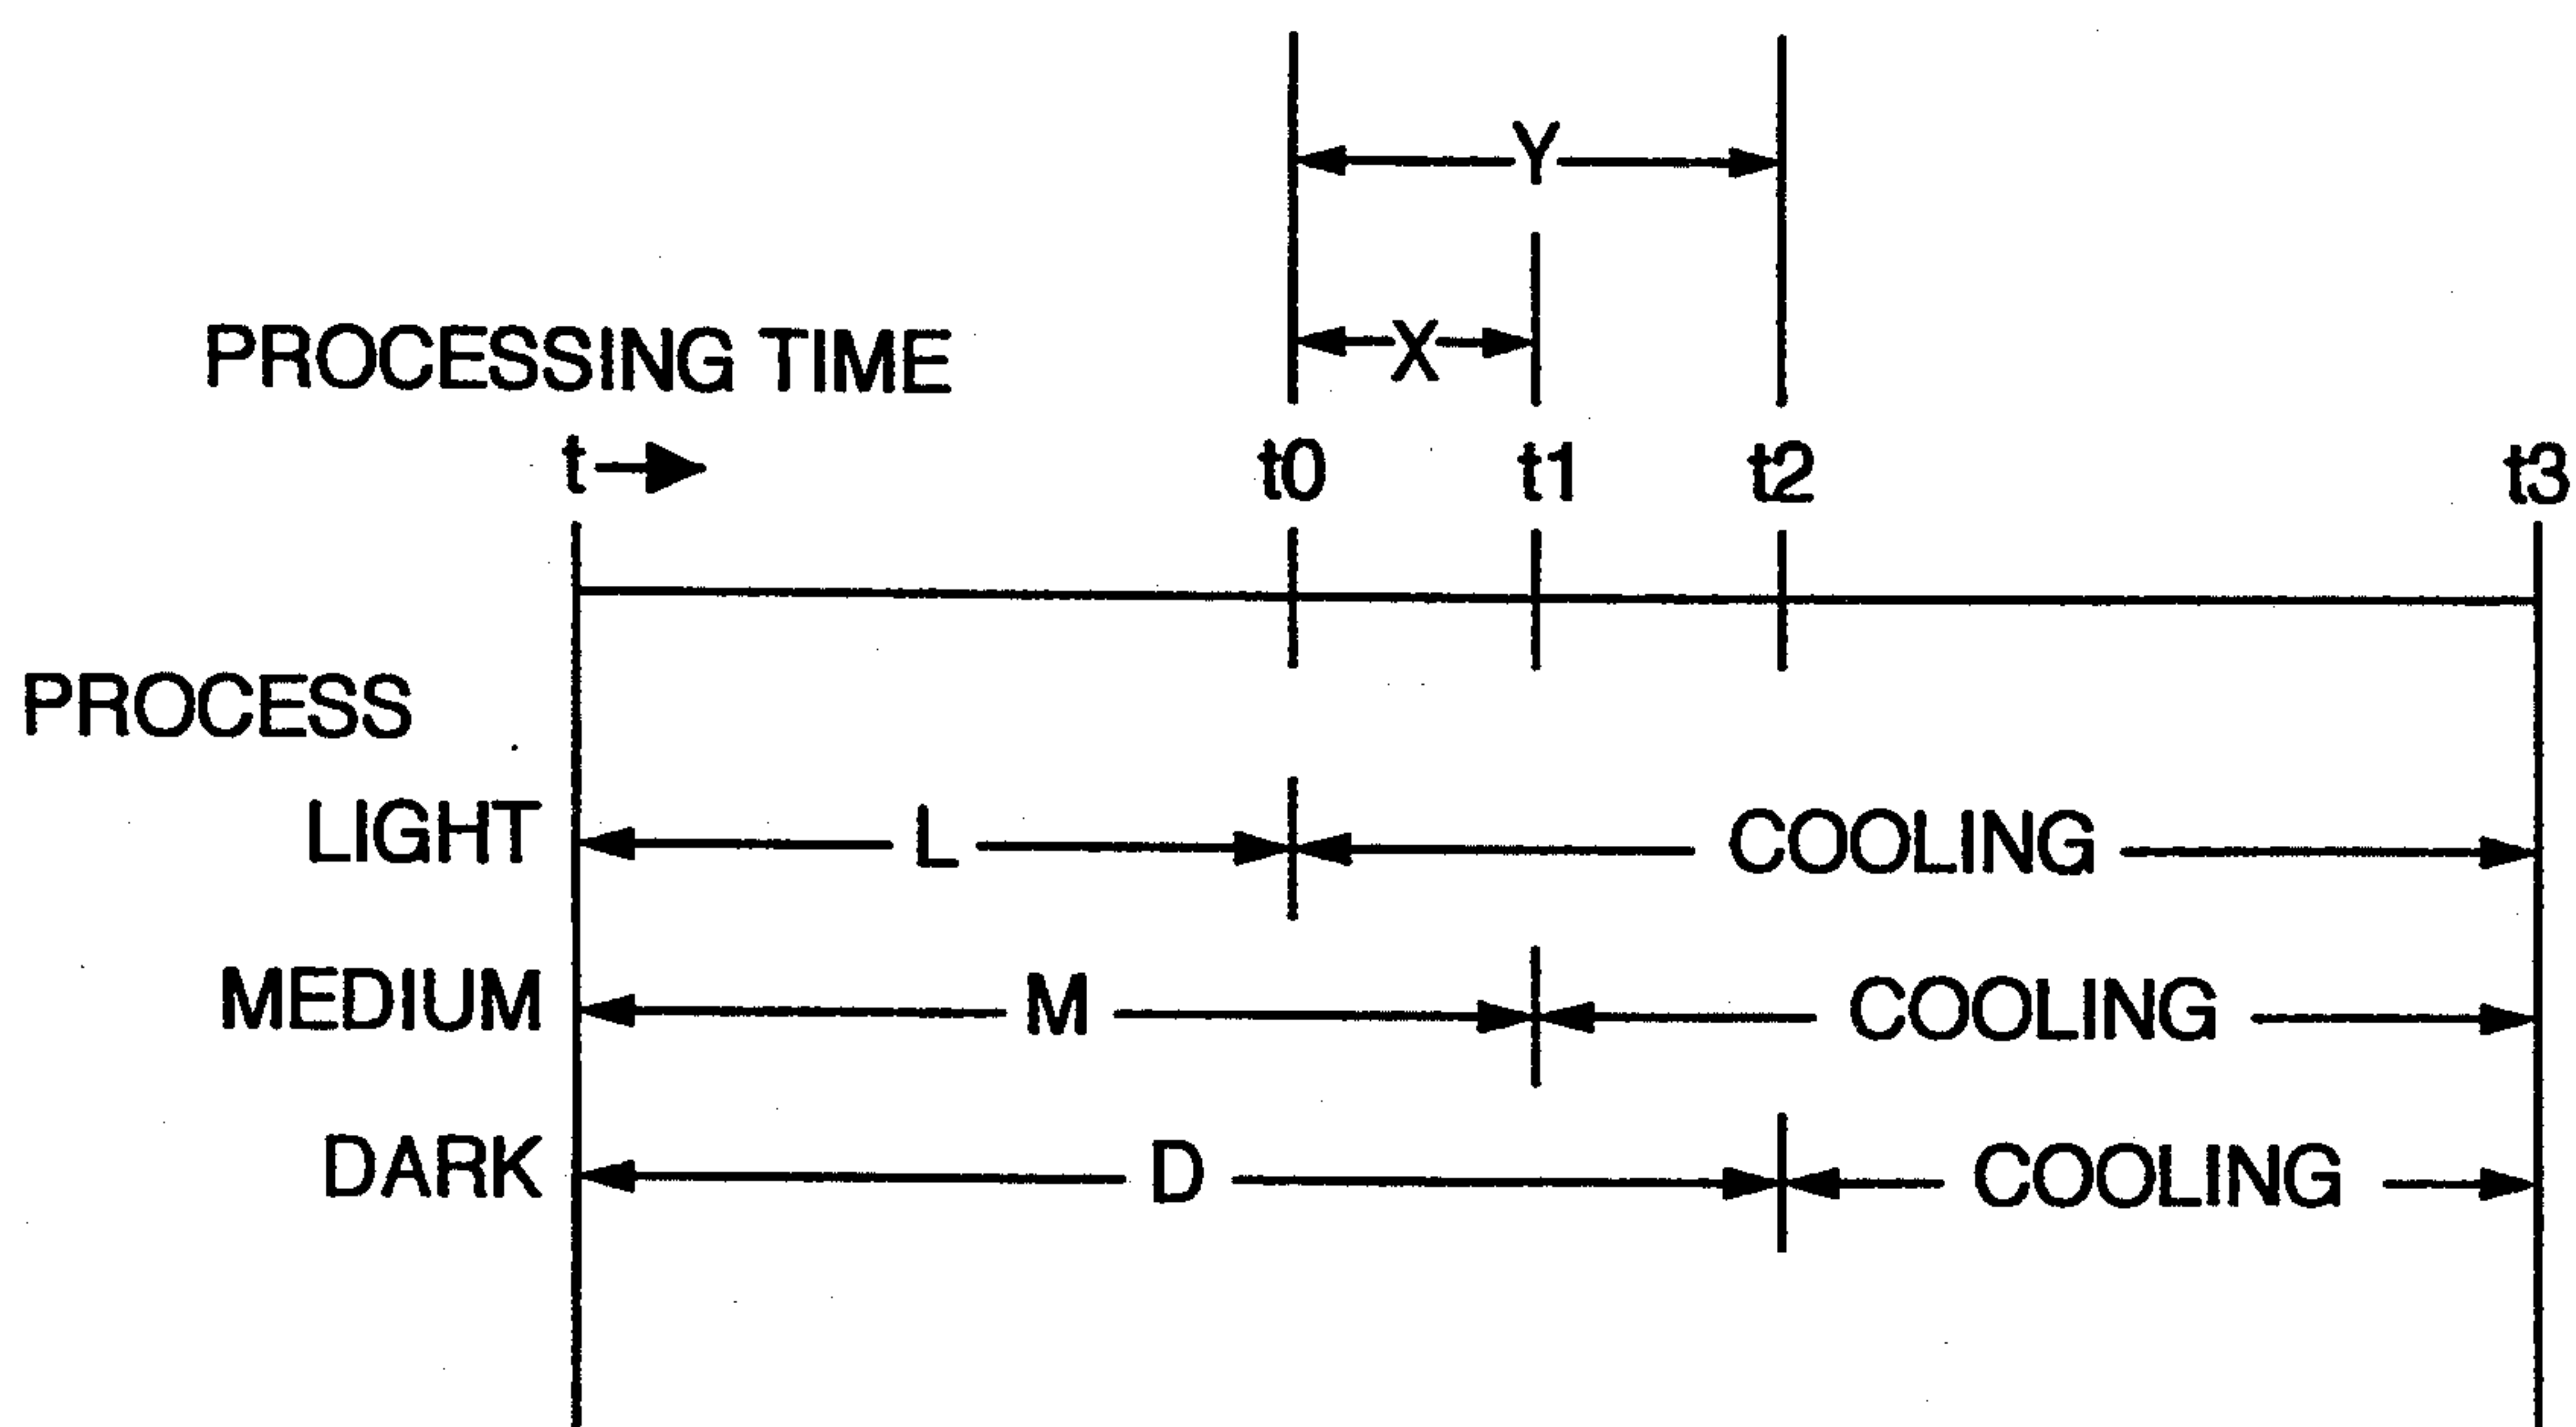 Y
X
PROCESSING TIME
t t0 t1 t2 t3
PROCESS
LIGHT L COOLING
MEDIUM M COOLING
DARK D COOLING